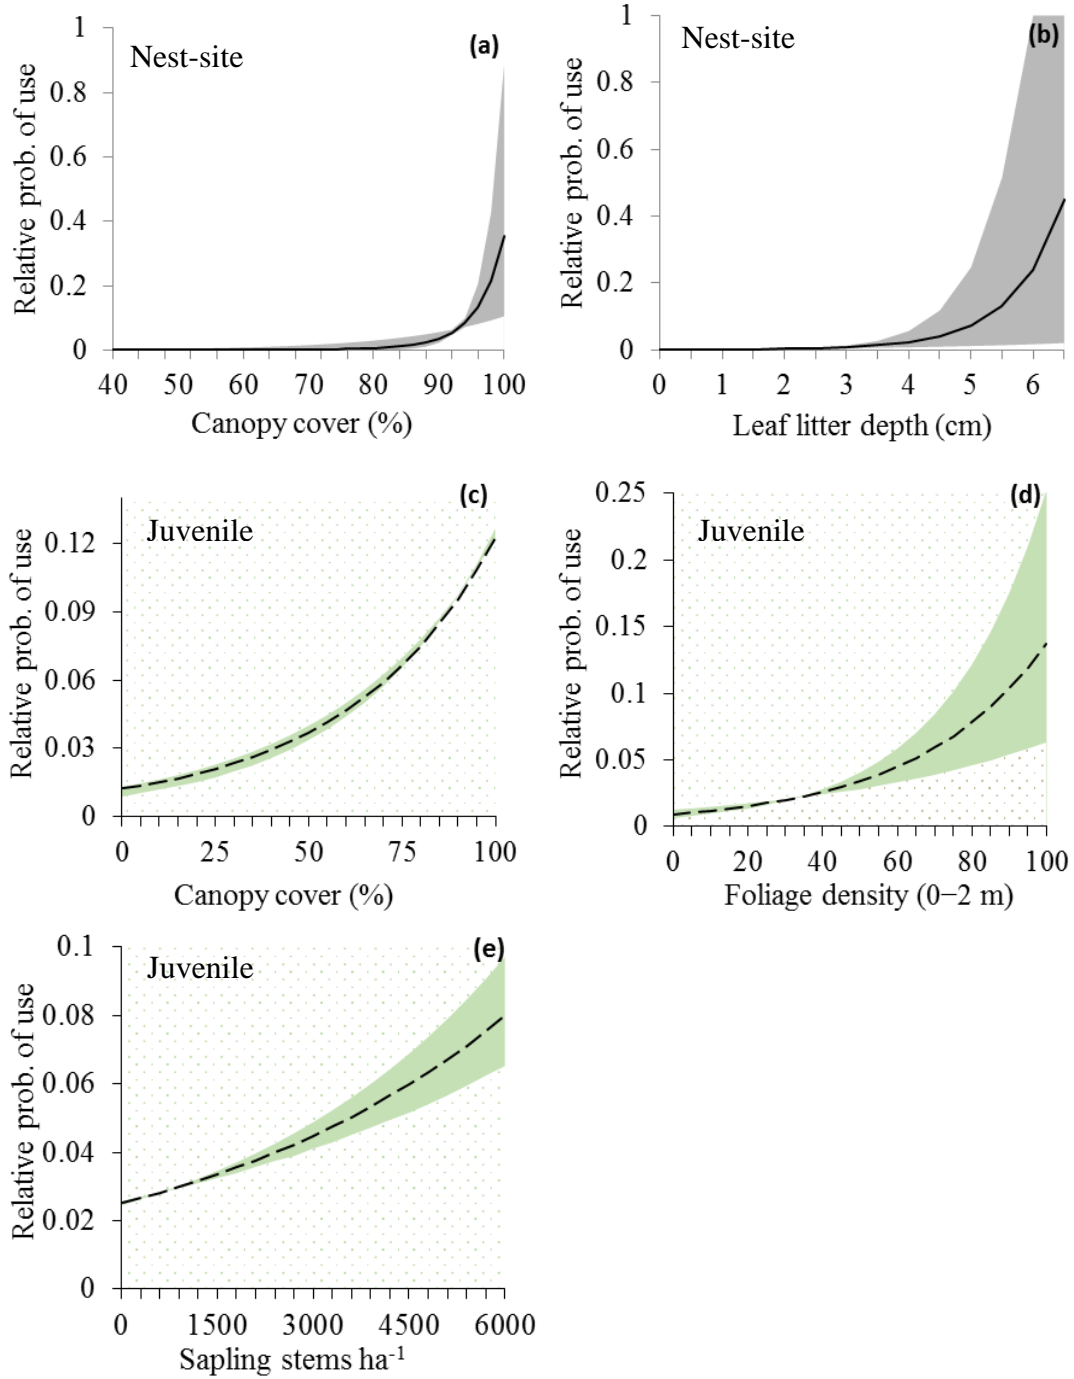 Nest-site
(a)
Relative prob. of use
1
0.8
0.6
0.4
0.2
0
40 50 60 70 80 90 100
Canopy cover (%)
Nest-site
(b)
Relative prob. of use
1
0.8
0.6
0.4
0.2
0
0 1 2 3 4 5 6
Leaf litter depth (cm)
Juvenile
(c)
Relative prob. of use
0.12
0.09
0.06
0.03
0
0 25 50 75 100
Canopy cover (%)
Juvenile
(d)
Relative prob. of use
0.25
0.2
0.15
0.1
0.05
0
0 20 40 60 80 100
Foliage density (0−2 m)
Juvenile
(e)
Relative prob. of use
0.1
0.08
0.06
0.04
0.02
0
0 1500 3000 4500 6000
Sapling stems ha⁻¹